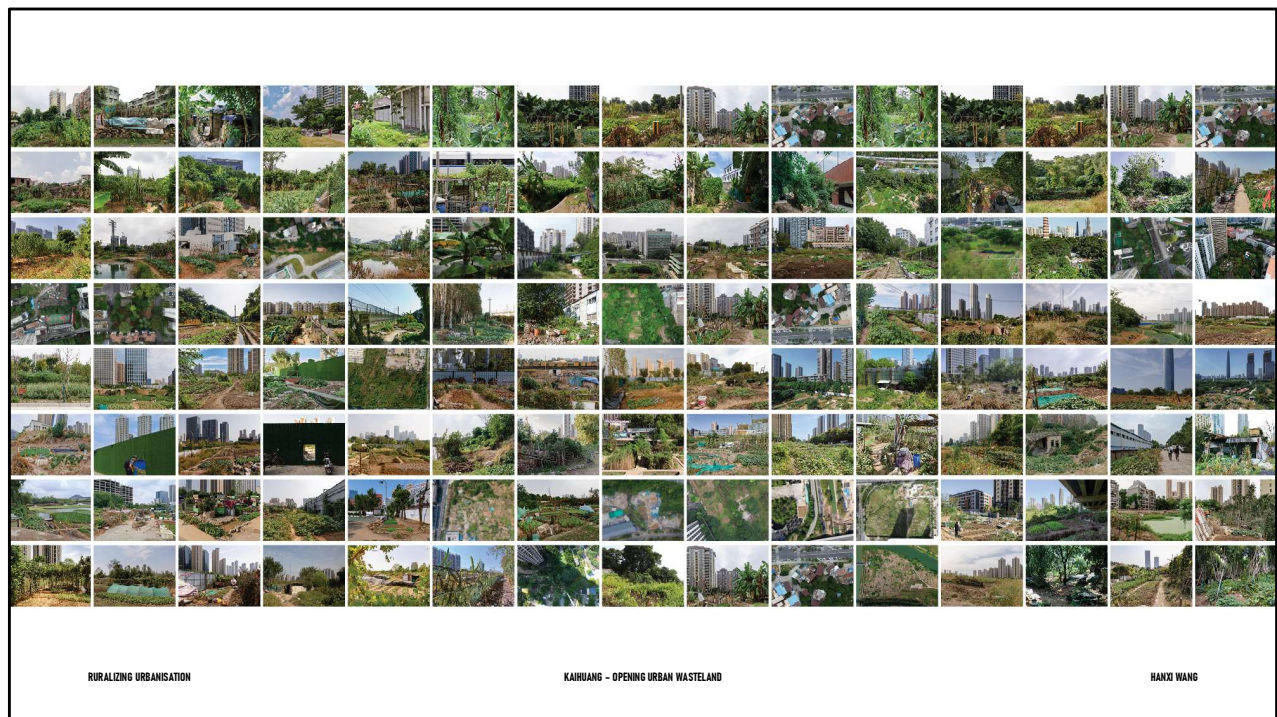 RURALIZING URBANISATION
KAIHUANG – OPENING URBAN WASTELAND
HANXI WANG